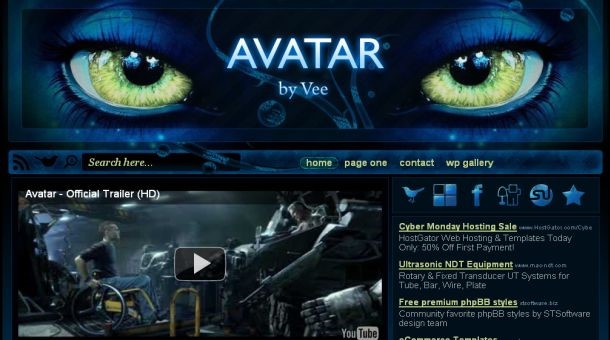 AVATAR
by Vee
Search here...
home page one contact wp gallery
Avatar - Official Trailer (HD)
YouTube
Cyber Monday Hosting Sale www.HostGator.com/Cybe
HostGator Web Hosting & Templates Today
Only: 50% Off First Payment!
Ultrasonic NDT Equipment www.macndt.com
Rotary & Fixed Transducer UT Systems for
Tube, Bar, Wire, Plate
Free premium phpBB styles stsoftware.biz
Community favorite phpBB styles by STSoftware
design team
eCommerce Templates